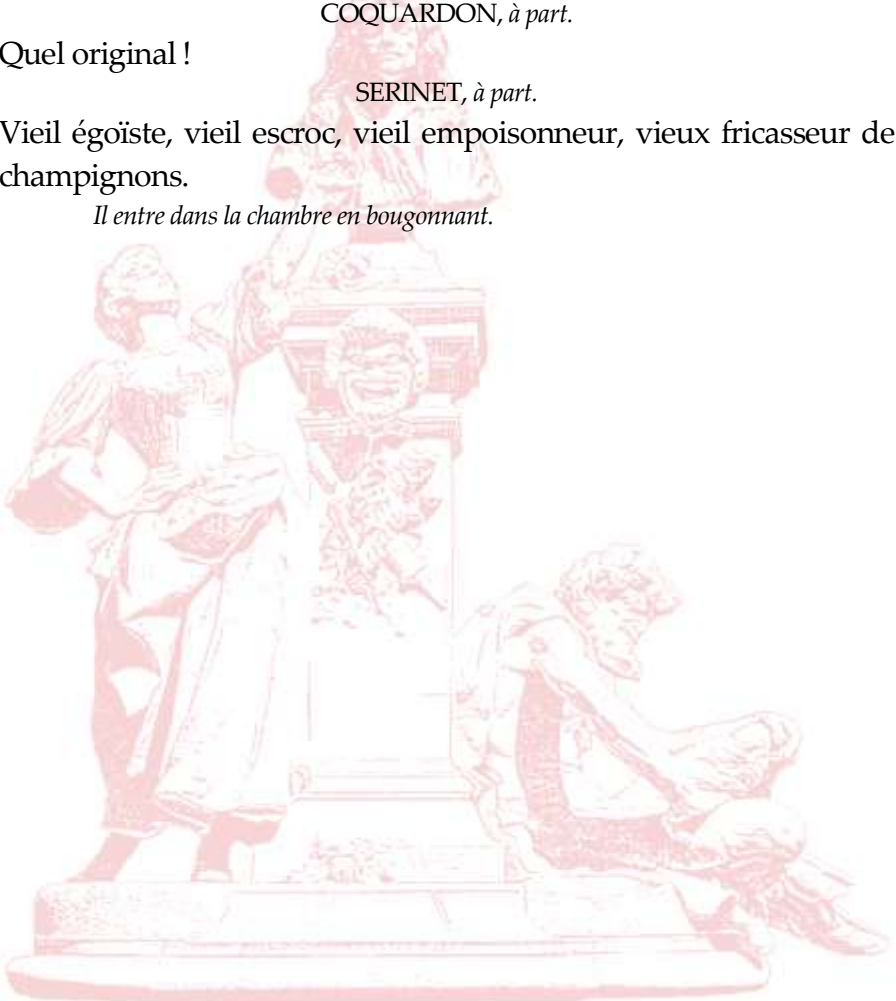 COQUARDON, à part.
Quel original !
SERINET, à part.
Vieil égoïste, vieil escroc, vieil empoisonneur, vieux fricasseur de
champignons.
Il entre dans la chambre en bougonnant.